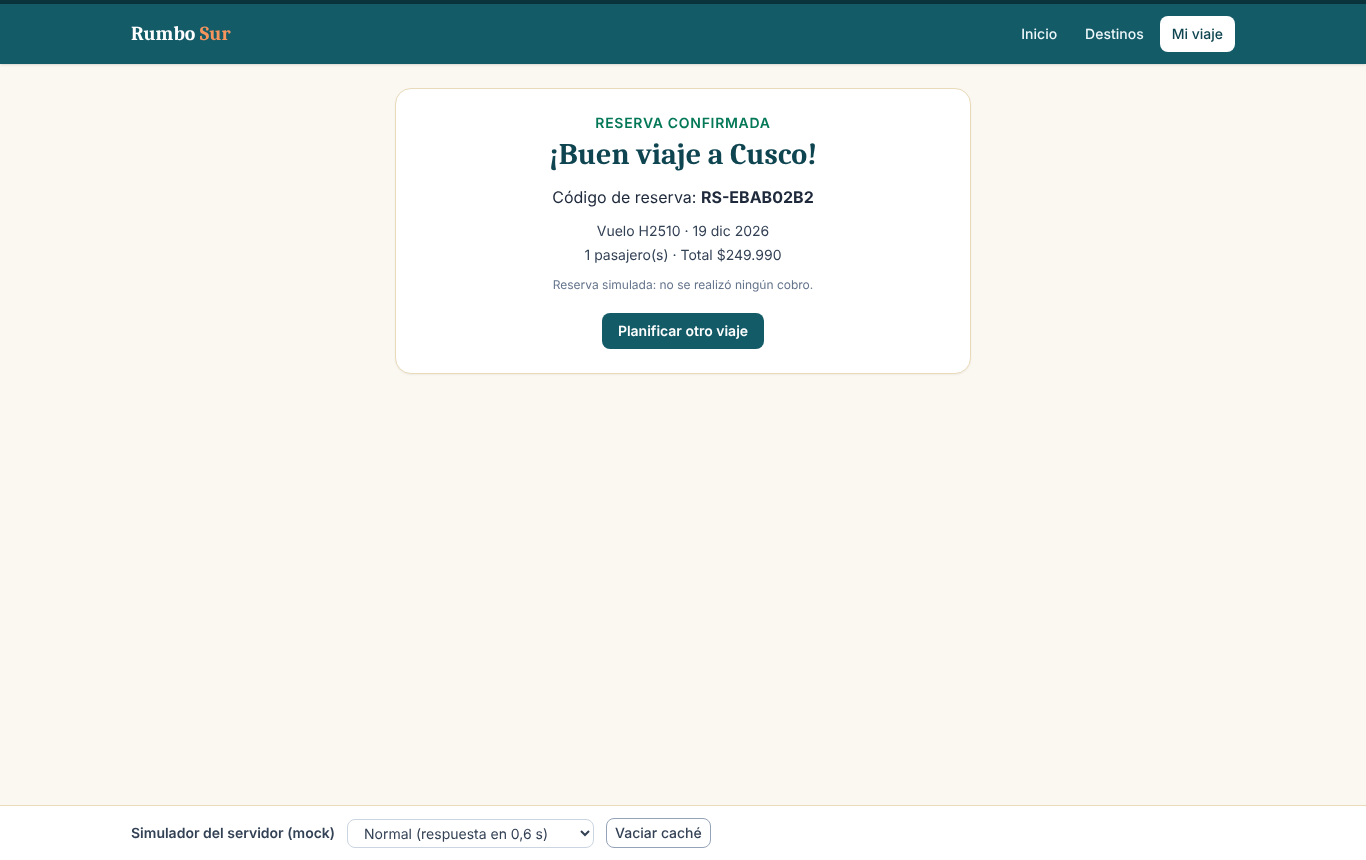 Rumbo Sur
Inicio
Destinos
Mi viaje
RESERVA CONFIRMADA
¡Buen viaje a Cusco!
Código de reserva: RS-EBAB02B2
Vuelo H2510 · 19 dic 2026
1 pasajero(s) · Total $249.990
Reserva simulada: no se realizó ningún cobro.
Planificar otro viaje
Simulador del servidor (mock)
Normal (respuesta en 0,6 s)
Vaciar caché